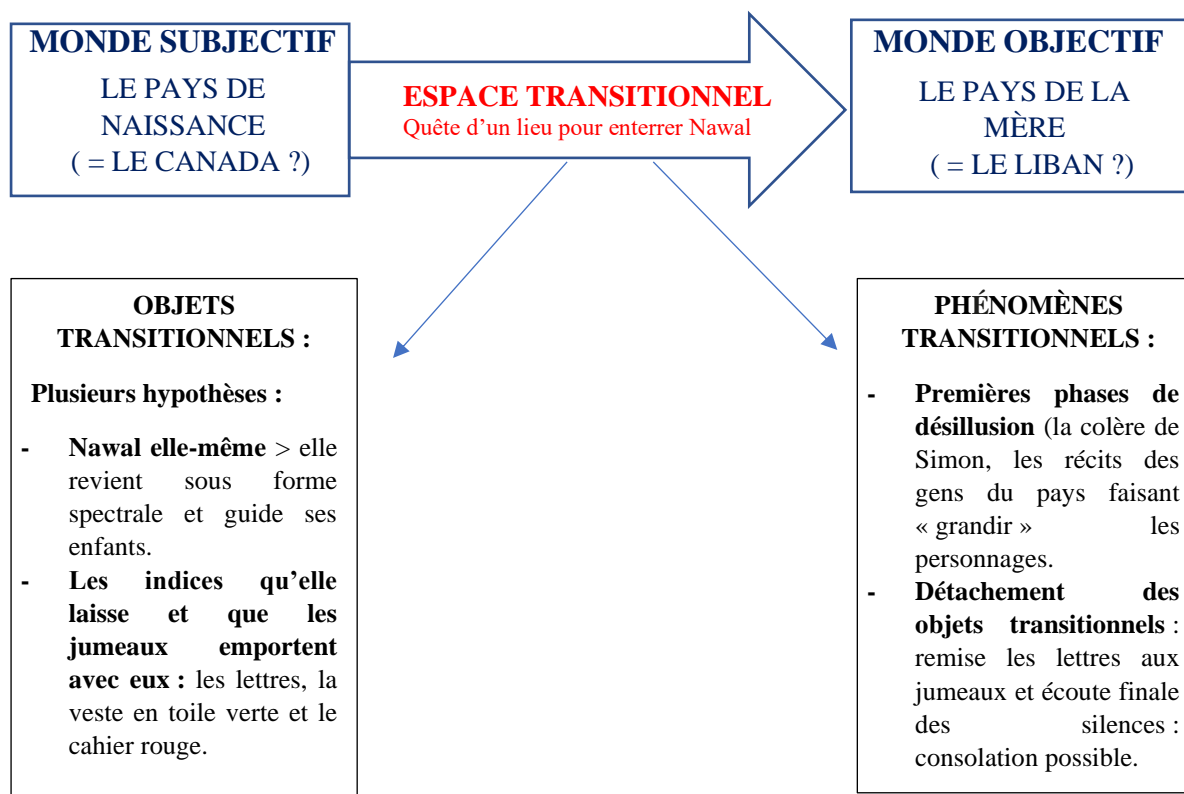 MONDE SUBJECTIF
LE PAYS DE
NAISSANCE
( = LE CANADA ?)
ESPACE TRANSITIONNEL
Quête d’un lieu pour enterrer Nawal
MONDE OBJECTIF
LE PAYS DE LA
MÈRE
( = LE LIBAN ?)
OBJETS
TRANSITIONNELS :
Plusieurs hypothèses :
- Nawal elle-même > elle
revient sous forme
spectrale et guide ses
enfants.
- Les indices qu’elle
laisse et que les
jumeaux emportent
avec eux : les lettres, la
veste en toile verte et le
cahier rouge.
PHÉNOMÈNES
TRANSITIONNELS :
- Premières phases de
désillusion (la colère de
Simon, les récits des
gens du pays faisant
« grandir » les
personnages.
- Détachement des
objets transitionnels :
remise les lettres aux
jumeaux et écoute finale
des silences :
consolation possible.